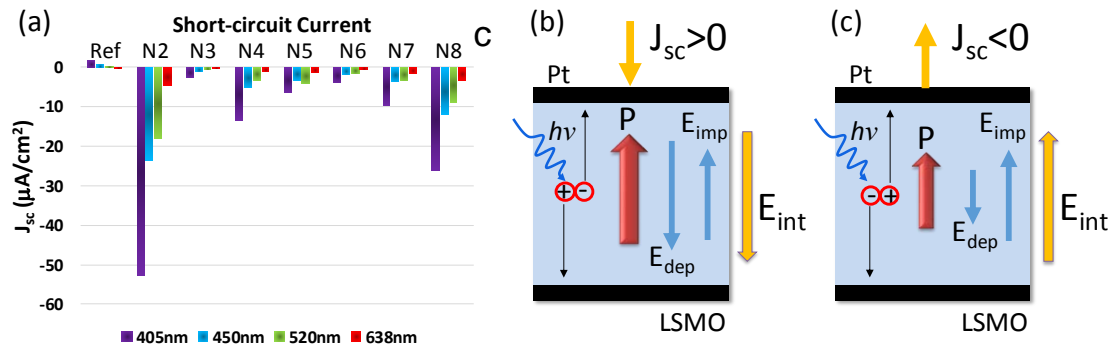 (a)
Short-circuit Current
Ref N2 N3 N4 N5 N6 N7 N8
0
-10
-20
-30
-40
-50
-60
Jsc (µA/cm²)
405nm 450nm 520nm 638nm
C
(b)
Jsc>0
Pt
hν
P
Eimp
+ -
Edep
Eint
LSMO
(c)
Jsc<0
Pt
hν
P
Eimp
- +
Edep
Eint
LSMO